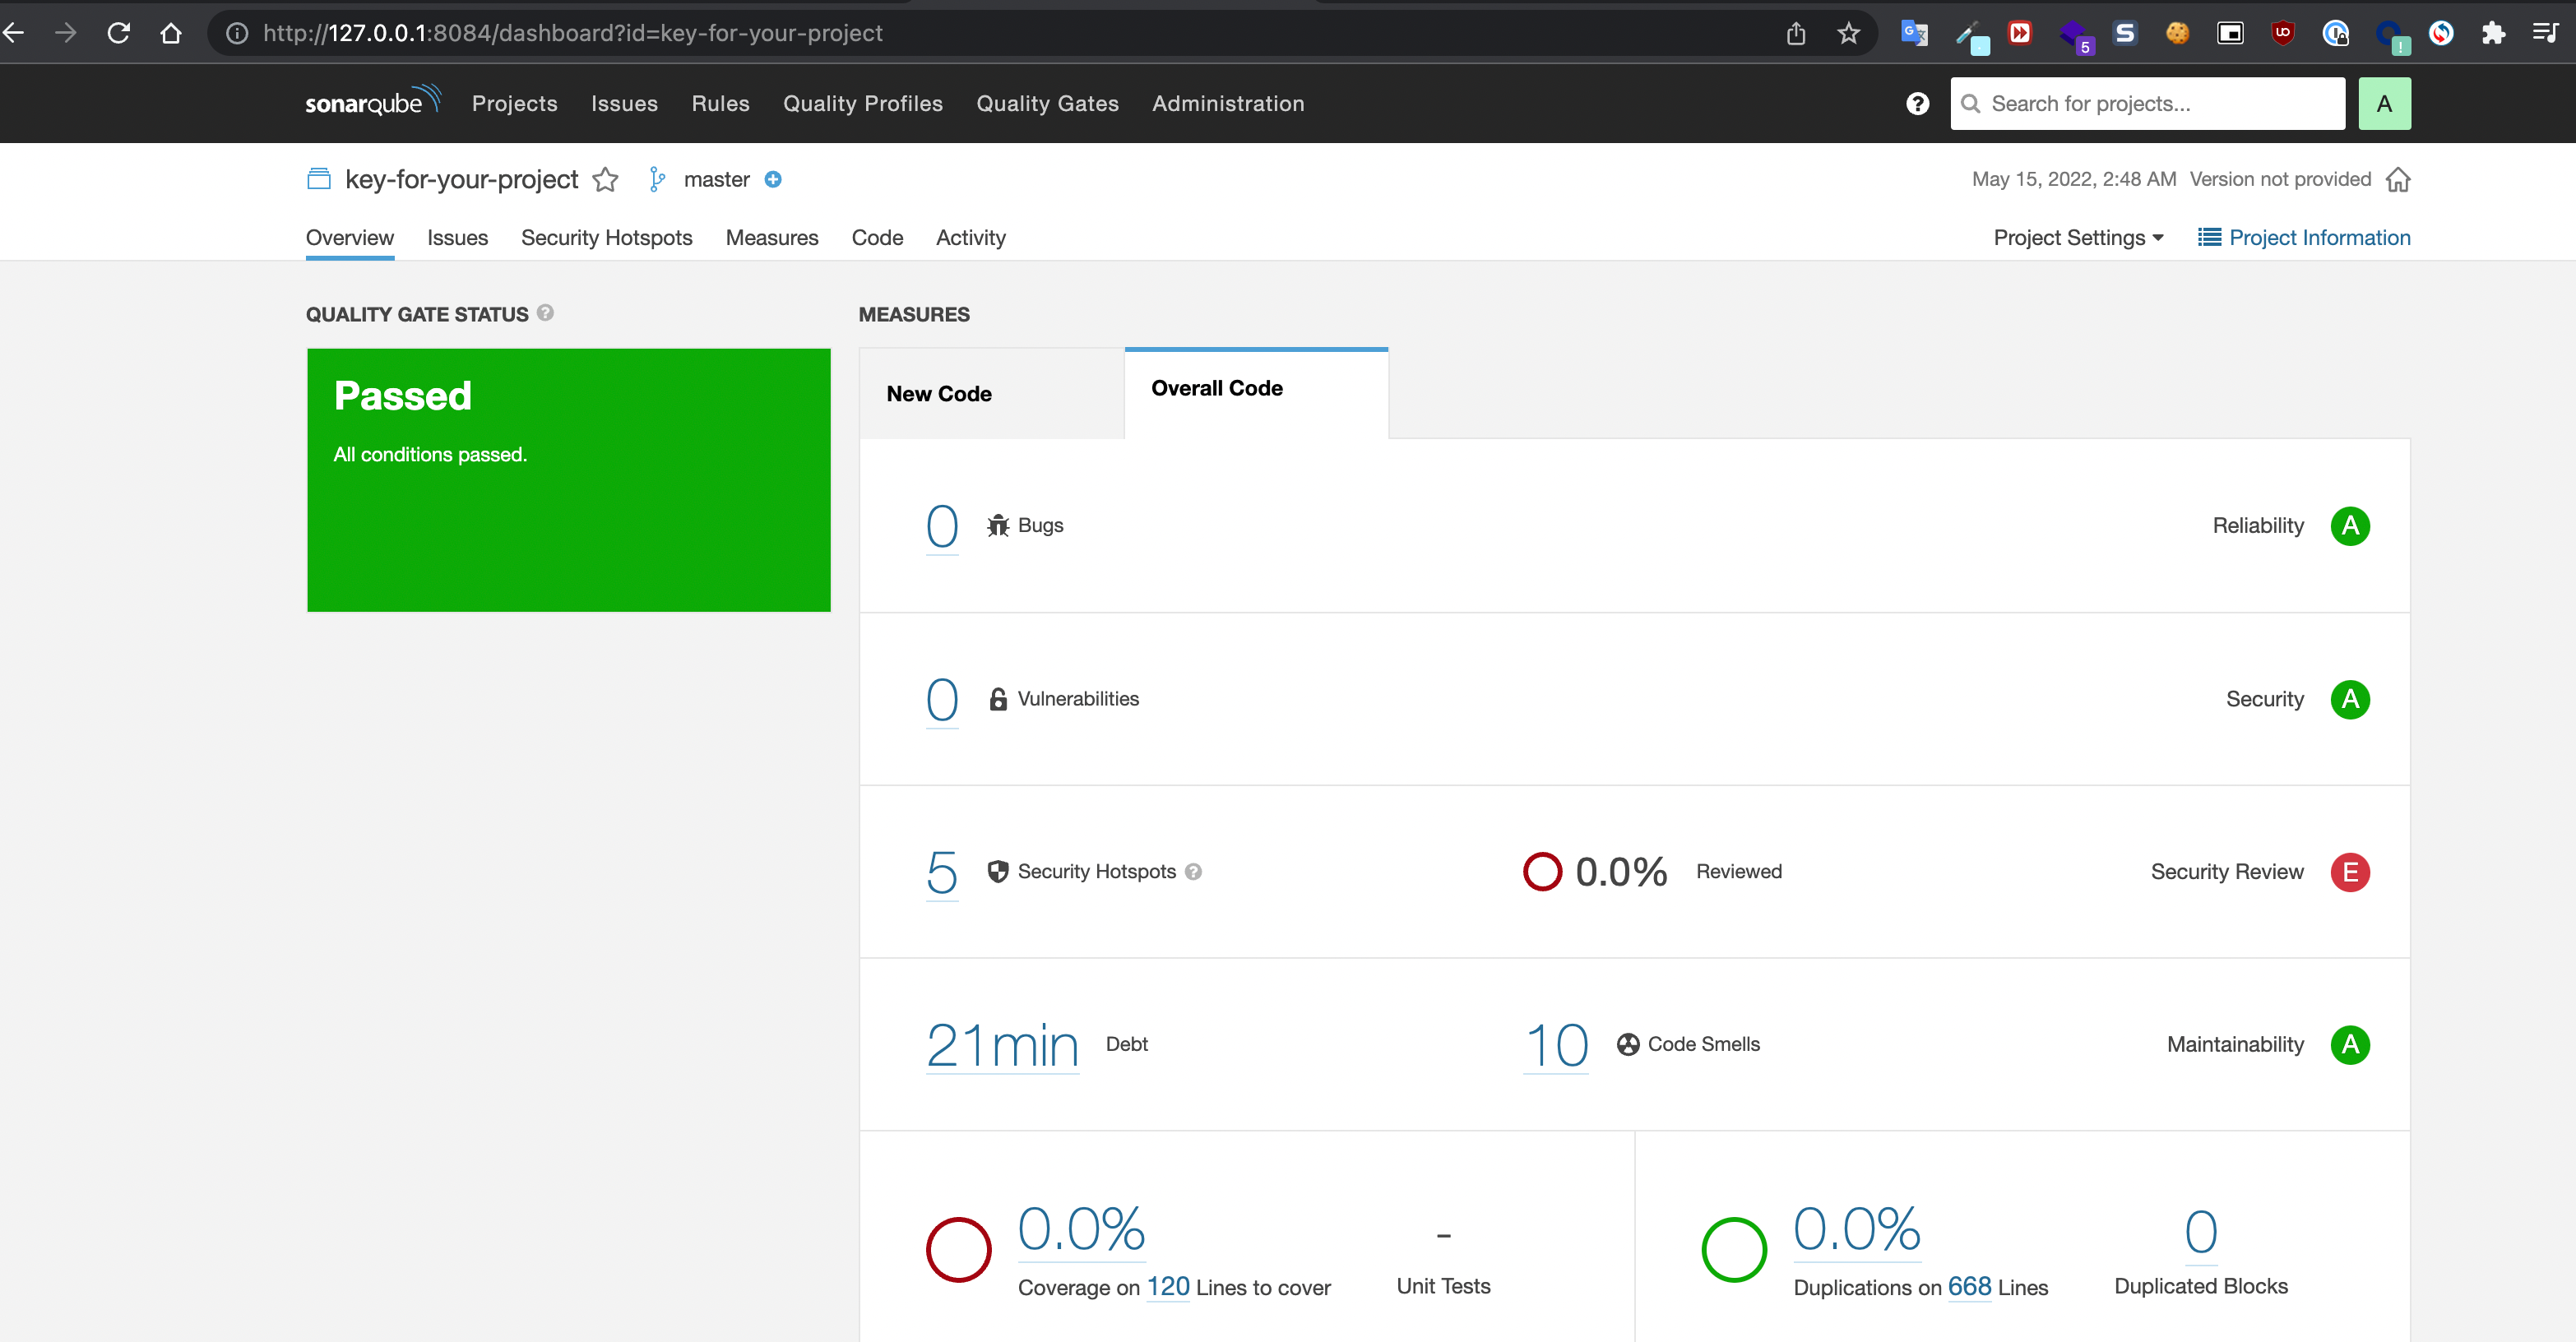 http://127.0.0.1:8084/dashboard?id=key-for-your-project
5
S
UO
!
sonarqube Projects Issues Rules Quality Profiles Quality Gates Administration
? Search for projects... A
key-for-your-project master
May 15, 2022, 2:48 AM Version not provided
Overview Issues Security Hotspots Measures Code Activity
Project Settings Project Information
QUALITY GATE STATUS ?
MEASURES
Passed
All conditions passed.
New Code Overall Code
0 Bugs Reliability A
0 Vulnerabilities Security A
5 Security Hotspots ? 0.0% Reviewed Security Review E
21min Debt 10 Code Smells Maintainability A
0.0% - 0.0% 0
Coverage on 120 Lines to cover Unit Tests Duplications on 668 Lines Duplicated Blocks